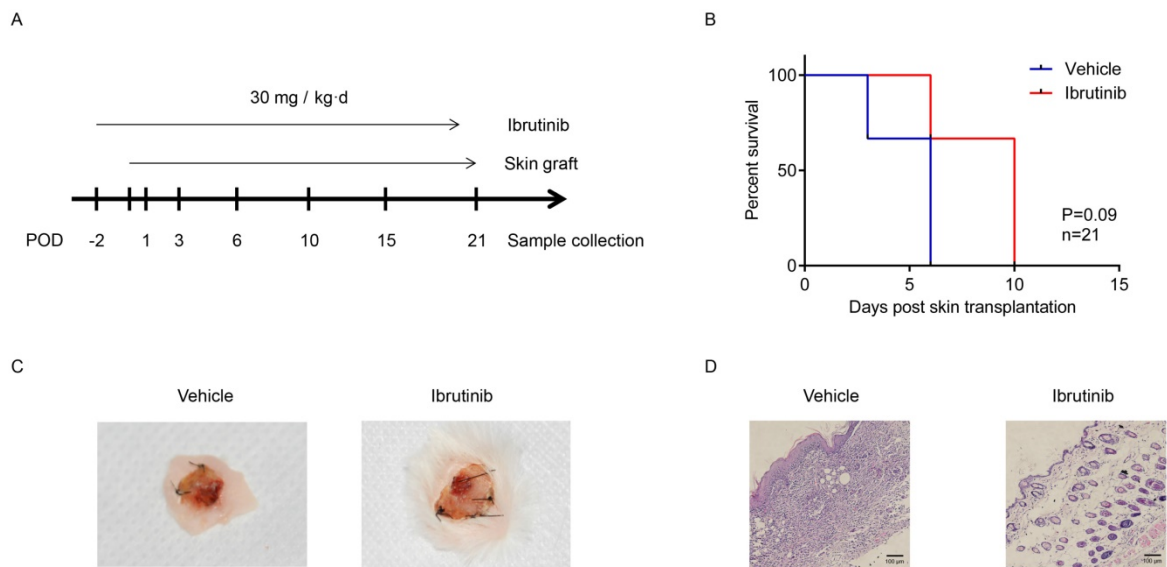 A
30 mg / kg·d
Ibrutinib
Skin graft
POD -2 1 3 6 10 15 21 Sample collection
B
Vehicle
Ibrutinib
Percent survival
100
50
0
0 5 10 15
P=0.09
n=21
Days post skin transplantation
C
Vehicle Ibrutinib
D
Vehicle Ibrutinib
100 μm 100 μm